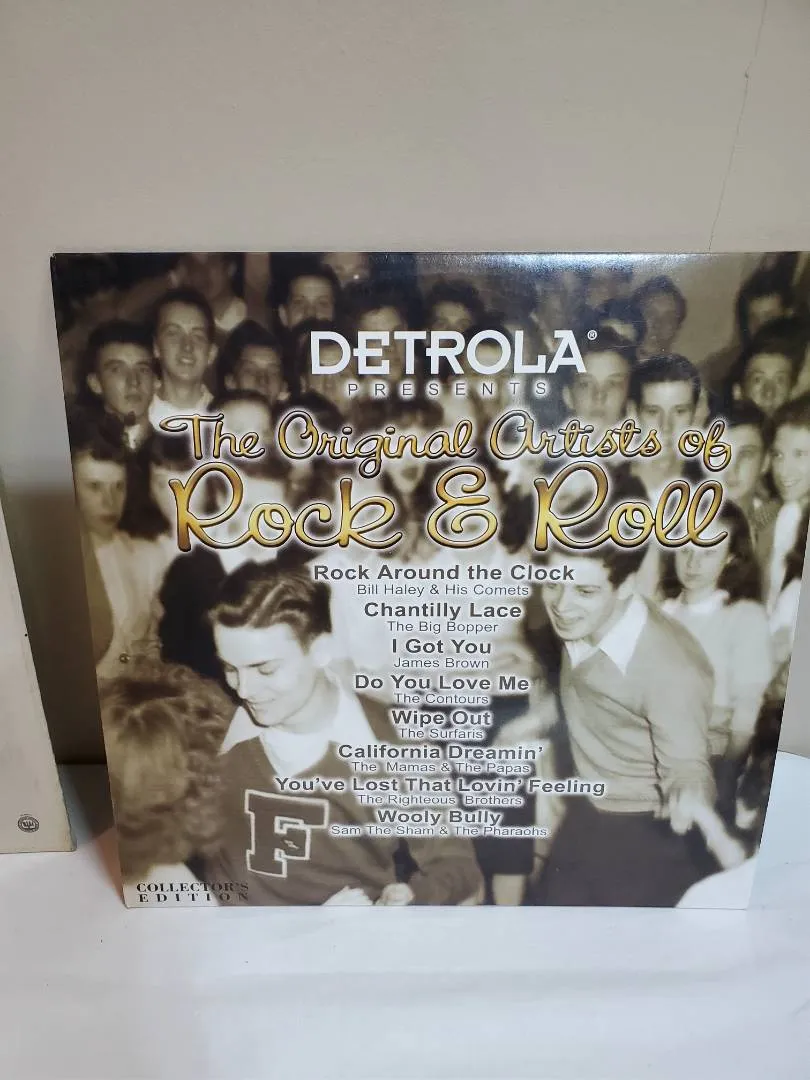 DETROLA®
PRESENTS
The Original Artists of
Rock & Roll
Rock Around the Clock
Bill Haley & His Comets
Chantilly Lace
The Big Bopper
I Got You
James Brown
Do You Love Me
The Contours
Wipe Out
The Surfaris
California Dreamin'
The Mamas & The Papas
You've Lost That Lovin' Feeling
The Righteous Brothers
Wooly Bully
Sam The Sham & The Pharaohs
F
COLLECTOR'S
EDITION